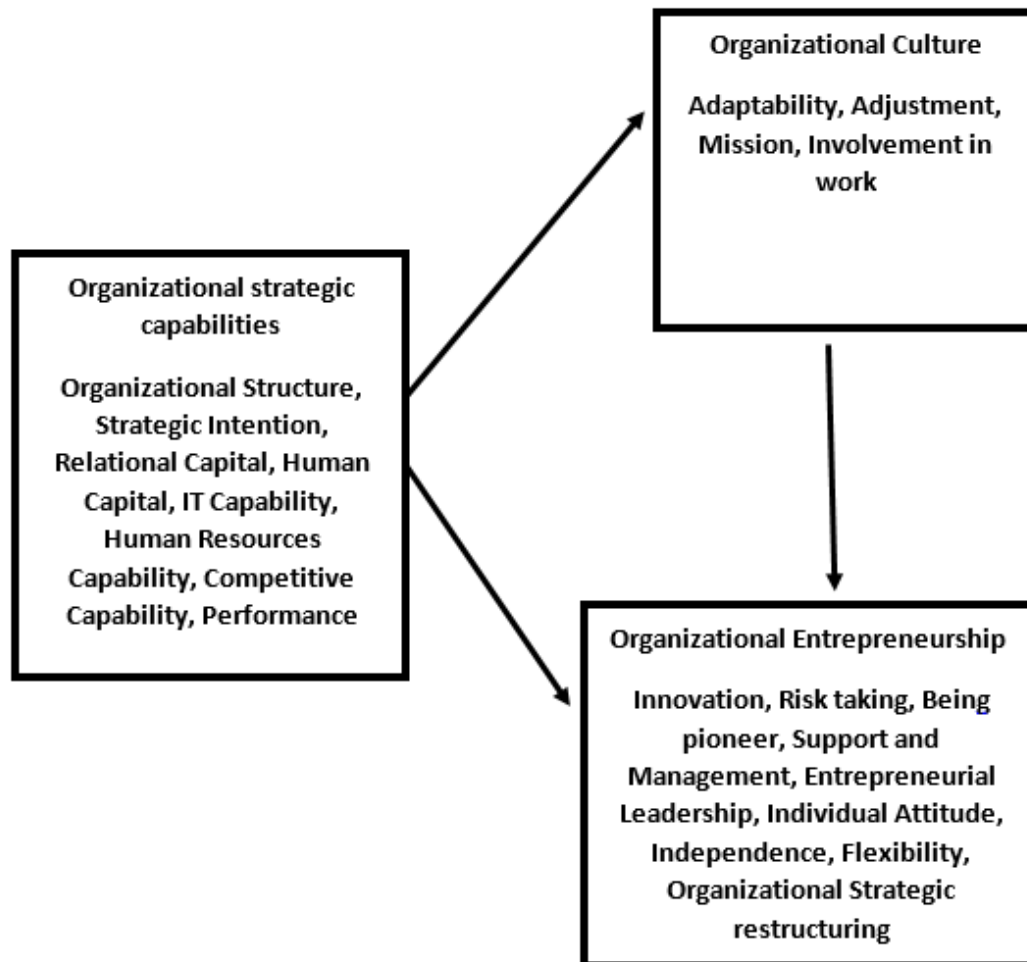 Organizational Culture
Adaptability, Adjustment,
Mission, Involvement in
work
Organizational strategic
capabilities
Organizational Structure,
Strategic Intention,
Relational Capital, Human
Capital, IT Capability,
Human Resources
Capability, Competitive
Capability, Performance
Organizational Entrepreneurship
Innovation, Risk taking, Being
pioneer, Support and
Management, Entrepreneurial
Leadership, Individual Attitude,
Independence, Flexibility,
Organizational Strategic
restructuring